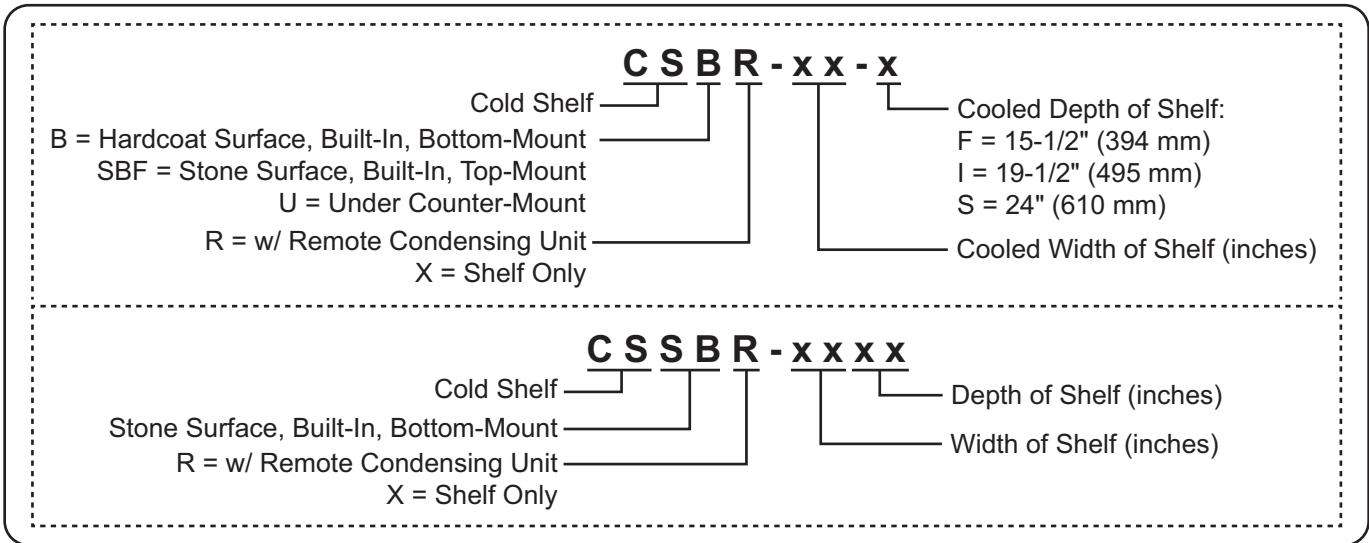 C S B R - x x - x
Cold Shelf
B = Hardcoat Surface, Built-In, Bottom-Mount
SBF = Stone Surface, Built-In, Top-Mount
U = Under Counter-Mount
R = w/ Remote Condensing Unit
X = Shelf Only
Cooled Depth of Shelf:
F = 15-1/2" (394 mm)
I = 19-1/2" (495 mm)
S = 24" (610 mm)
Cooled Width of Shelf (inches)
C S S B R - x x x x
Cold Shelf
Stone Surface, Built-In, Bottom-Mount
R = w/ Remote Condensing Unit
X = Shelf Only
Depth of Shelf (inches)
Width of Shelf (inches)